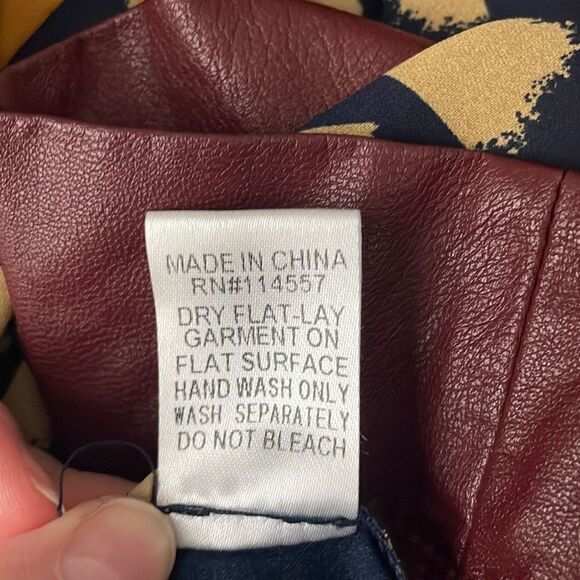 MADE IN CHINA
RN#114557
DRY FLAT-LAY
GARMENT ON
FLAT SURFACE
HAND WASH ONLY
WASH SEPARATELY
DO NOT BLEACH